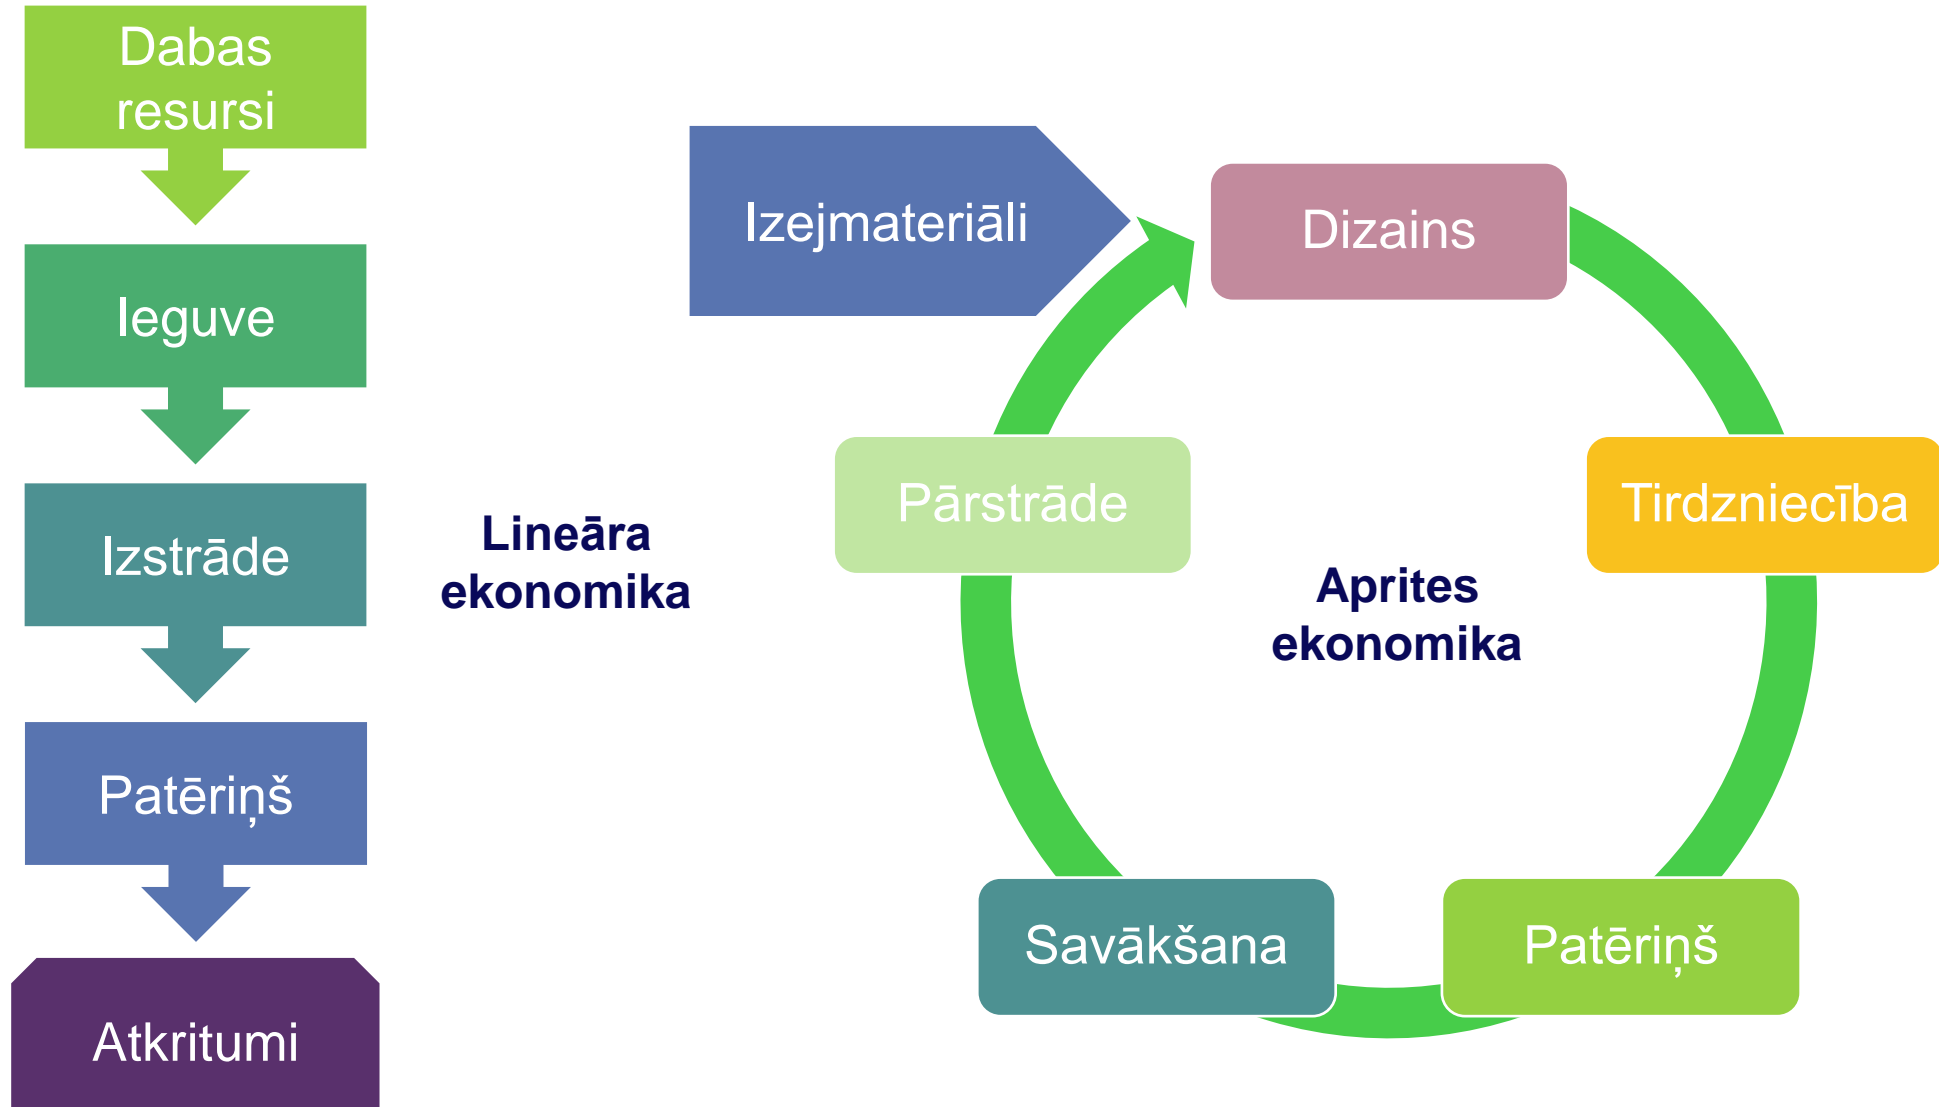 Dabas
resursi
Ieguve
Izstrāde
Patēriņš
Atkritumi
Lineāra
ekonomika
Izejmateriāli
Dizains
Tirdzniecība
Patēriņš
Savākšana
Pārstrāde
Aprites
ekonomika